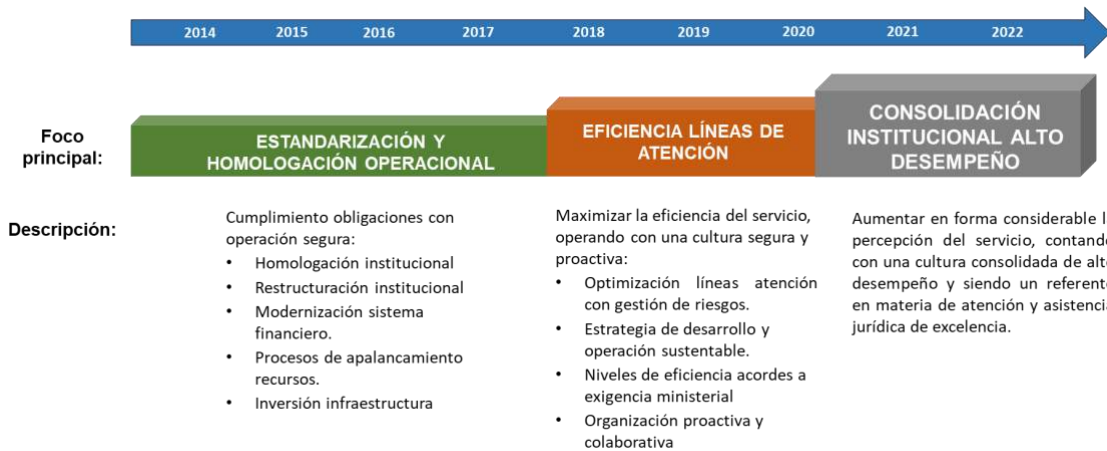 2014 2015 2016 2017 2018 2019 2020 2021 2022
Foco
principal:
ESTANDARIZACIÓN Y
HOMOLOGACIÓN OPERACIONAL
EFICIENCIA LÍNEAS DE
ATENCIÓN
CONSOLIDACIÓN
INSTITUCIONAL ALTO
DESEMPEÑO
Descripción:
Cumplimiento obligaciones con
operación segura:
• Homologación institucional
• Restructuración institucional
• Modernización sistema
financiero.
• Procesos de apalancamiento
recursos.
• Inversión infraestructura
Maximizar la eficiencia del servicio,
operando con una cultura segura y
proactiva:
• Optimización líneas atención
con gestión de riesgos.
• Estrategia de desarrollo y
operación sustentable.
• Niveles de eficiencia acordes a
exigencia ministerial
• Organización proactiva y
colaborativa
Aumentar en forma considerable l
percepción del servicio, contand
con una cultura consolidada de alt
desempeño y siendo un referent
en materia de atención y asistenci
jurídica de excelencia.